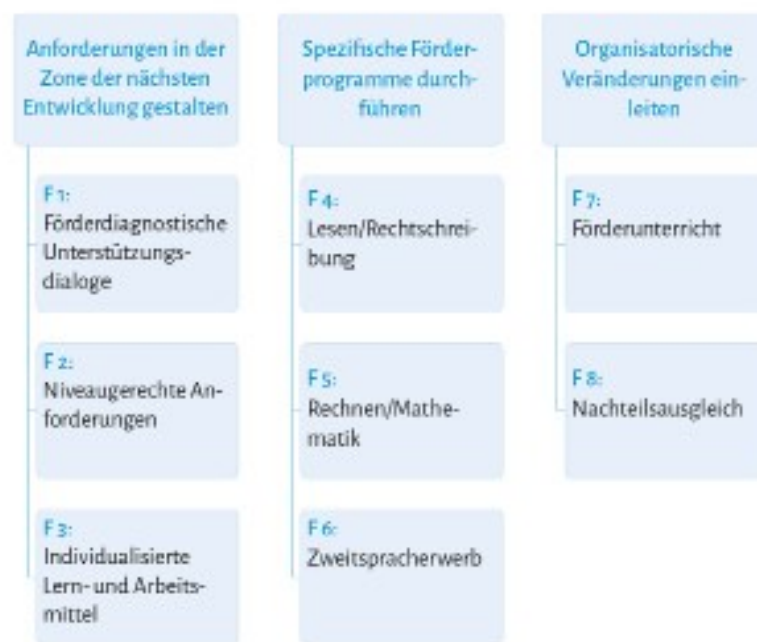 Anforderungen in der
Zone der nächsten
Entwicklung gestalten
F 1:
Förderdiagnostische
Unterstützungs-
dialoge
F 2:
Niveaugerechte An-
forderungen
F 3:
Individualisierte
Lern- und Arbeits-
mittel
Spezifische Förder-
programme durch-
führen
F 4:
Lesen/Rechtschrei-
bung
F 5:
Rechnen/Mathe-
matik
F 6:
Zweitspracherwerb
Organisatorische
Veränderungen ein-
leiten
F 7:
Förderunterricht
F 8:
Nachteilsausgleich